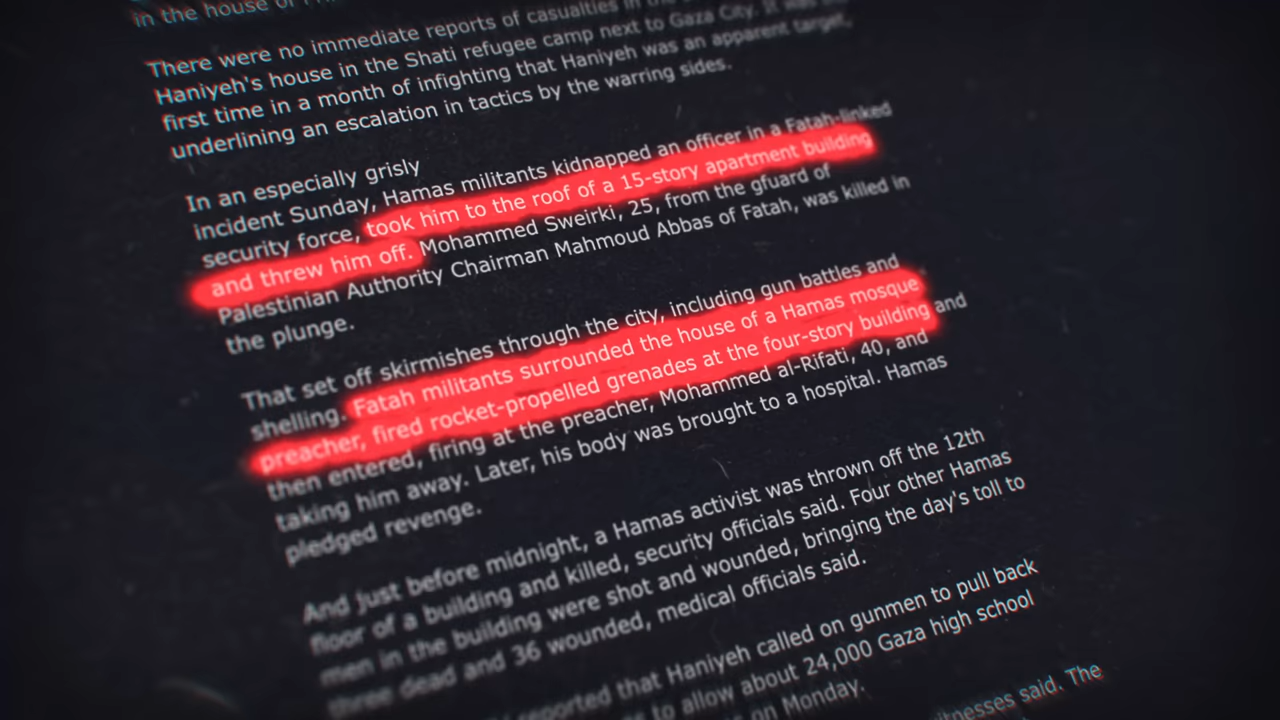 in the house of
There were no immediate reports of casualties in the
Haniyeh's house in the Shati refugee camp next to Gaza City. It was the
first time in a month of infighting that Haniyeh was an apparent target,
underlining an escalation in tactics by the warring sides.
In an especially grisly
incident Sunday, Hamas militants kidnapped an officer in a Fatah-linked
security force, took him to the roof of a 15-story apartment building
and threw him off. Mohammed Sweirki, 25, from the gfuard of
Palestinian Authority Chairman Mahmoud Abbas of Fatah, was killed in
the plunge.
That set off skirmishes through the city, including gun battles and
shelling. Fatah militants surrounded the house of a Hamas mosque
preacher, fired rocket-propelled grenades at the four-story building and
then entered, firing at the preacher, Mohammed al-Rifati, 40, and
taking him away. Later, his body was brought to a hospital. Hamas
pledged revenge.
And just before midnight, a Hamas activist was thrown off the 12th
floor of a building and killed, security officials said. Four other Hamas
men in the building were shot and wounded, bringing the day's toll to
three dead and 36 wounded, medical officials said.
reported that Haniyeh called on gunmen to pull back
to allow about 24,000 Gaza high school
on Monday.
witnesses said. The